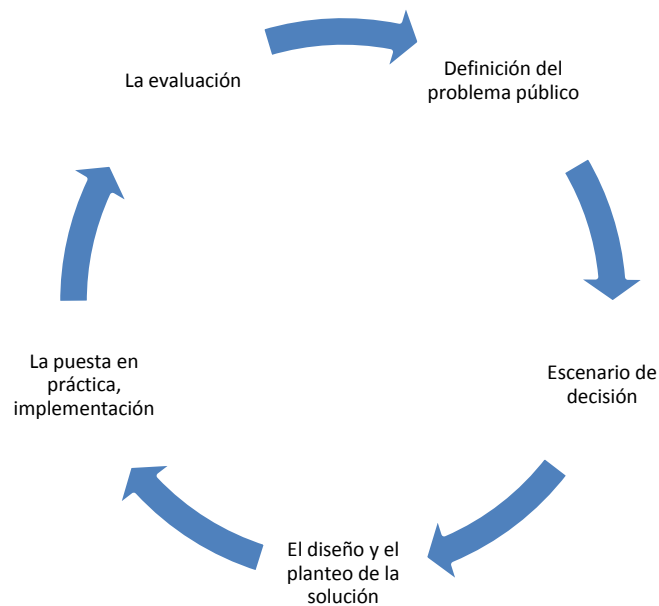 La evaluación
Definición del
problema público
Escenario de
decisión
El diseño y el
planteo de la
solución
La puesta en
práctica,
implementación